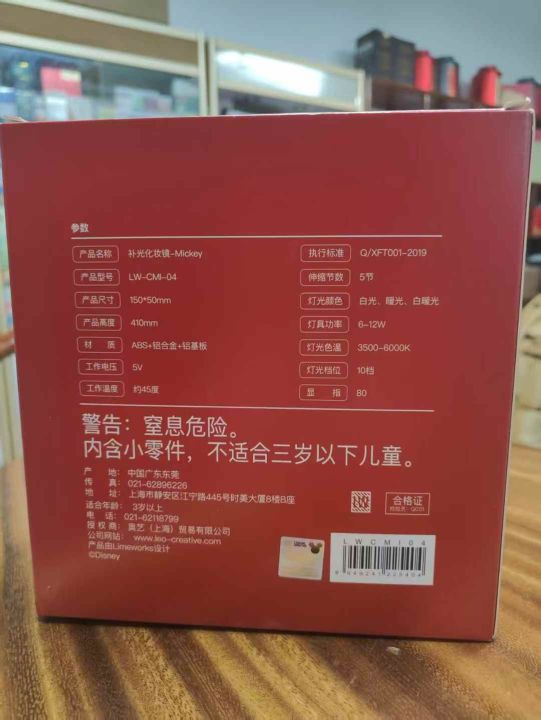 参数
产品名称 补光化妆镜-Mickey
产品型号 LW-CMI-04
产品尺寸 150*50mm
产品高度 410mm
材 质 ABS+铝合金+铝基板
工作电压 5V
工作温度 约45度
执行标准 Q/XFT001-2019
伸缩节数 5节
灯光颜色 白光、暖光、白暖光
灯具功率 6-12W
灯光色温 3500-6000K
灯光档位 10档
显 指 80
警告：窒息危险。
内含小零件，不适合三岁以下儿童。
产 地：中国广东东莞
传 真：021-62896226
地 址：上海市静安区江宁路445号时美大厦8楼B座
适合年龄：3岁以上
电 话：021-62118799
授权商：奥艺（上海）贸易有限公司
公司网站：www.leo-creative.com
产品由Limeworks设计
©Disney
合格证
LWCMI04